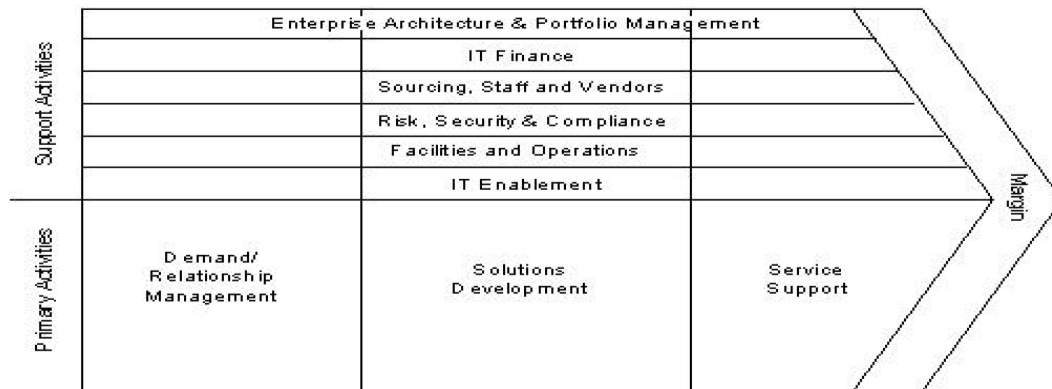 Support Activities
Enterprise Architecture & Portfolio Management
IT Finance
Sourcing, Staff and Vendors
Risk, Security & Compliance
Facilities and Operations
IT Enablement
Margin
Primary Activities
Demand/
Relationship
Management
Solutions
Development
Service
Support